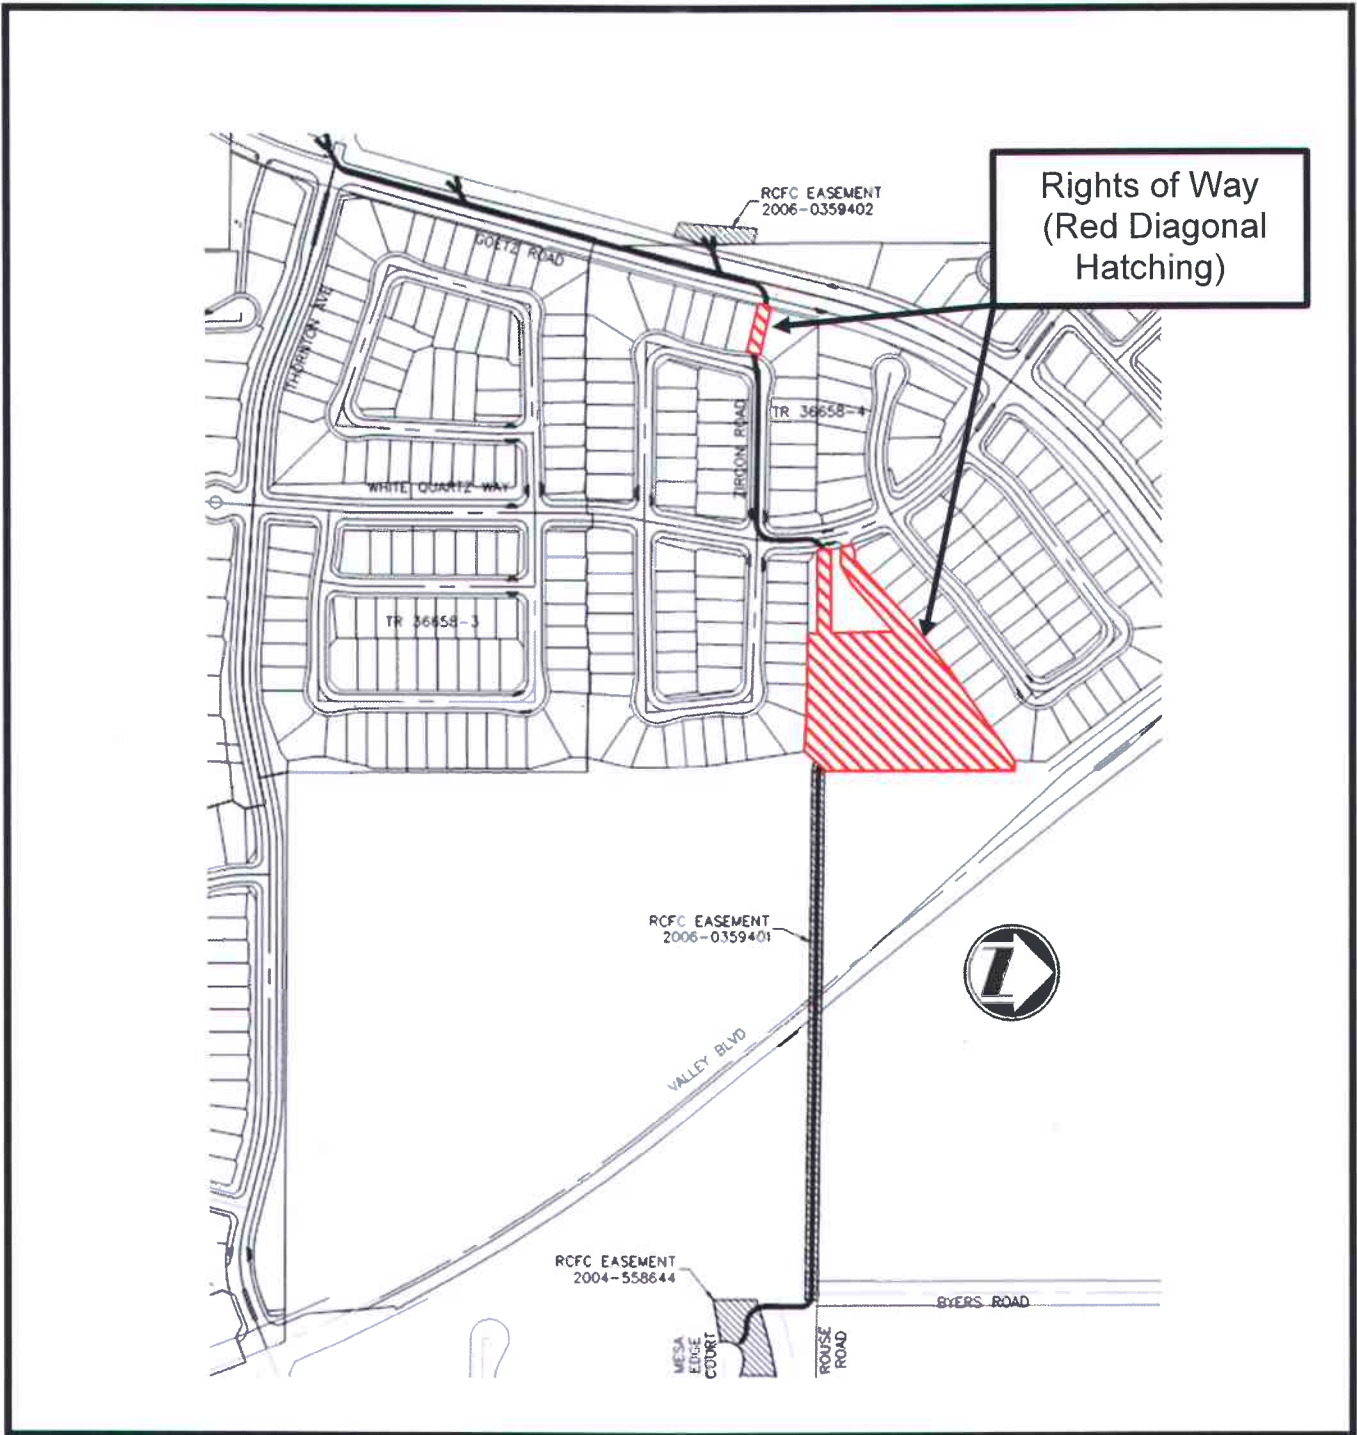 Rights of Way
(Red Diagonal
Hatching)
RCFC EASEMENT
2006-0359402
GOETZ ROAD
THORNTON AVE
ZIRCON ROAD
TR 36658-4
WHITE QUARTZ WAY
TR 36658-3
RCFC EASEMENT
2006-0359401
VALLEY BLVD
RCFC EASEMENT
2004-558644
BYERS ROAD
MESA
EDGE
COURT
ROUSE
ROAD